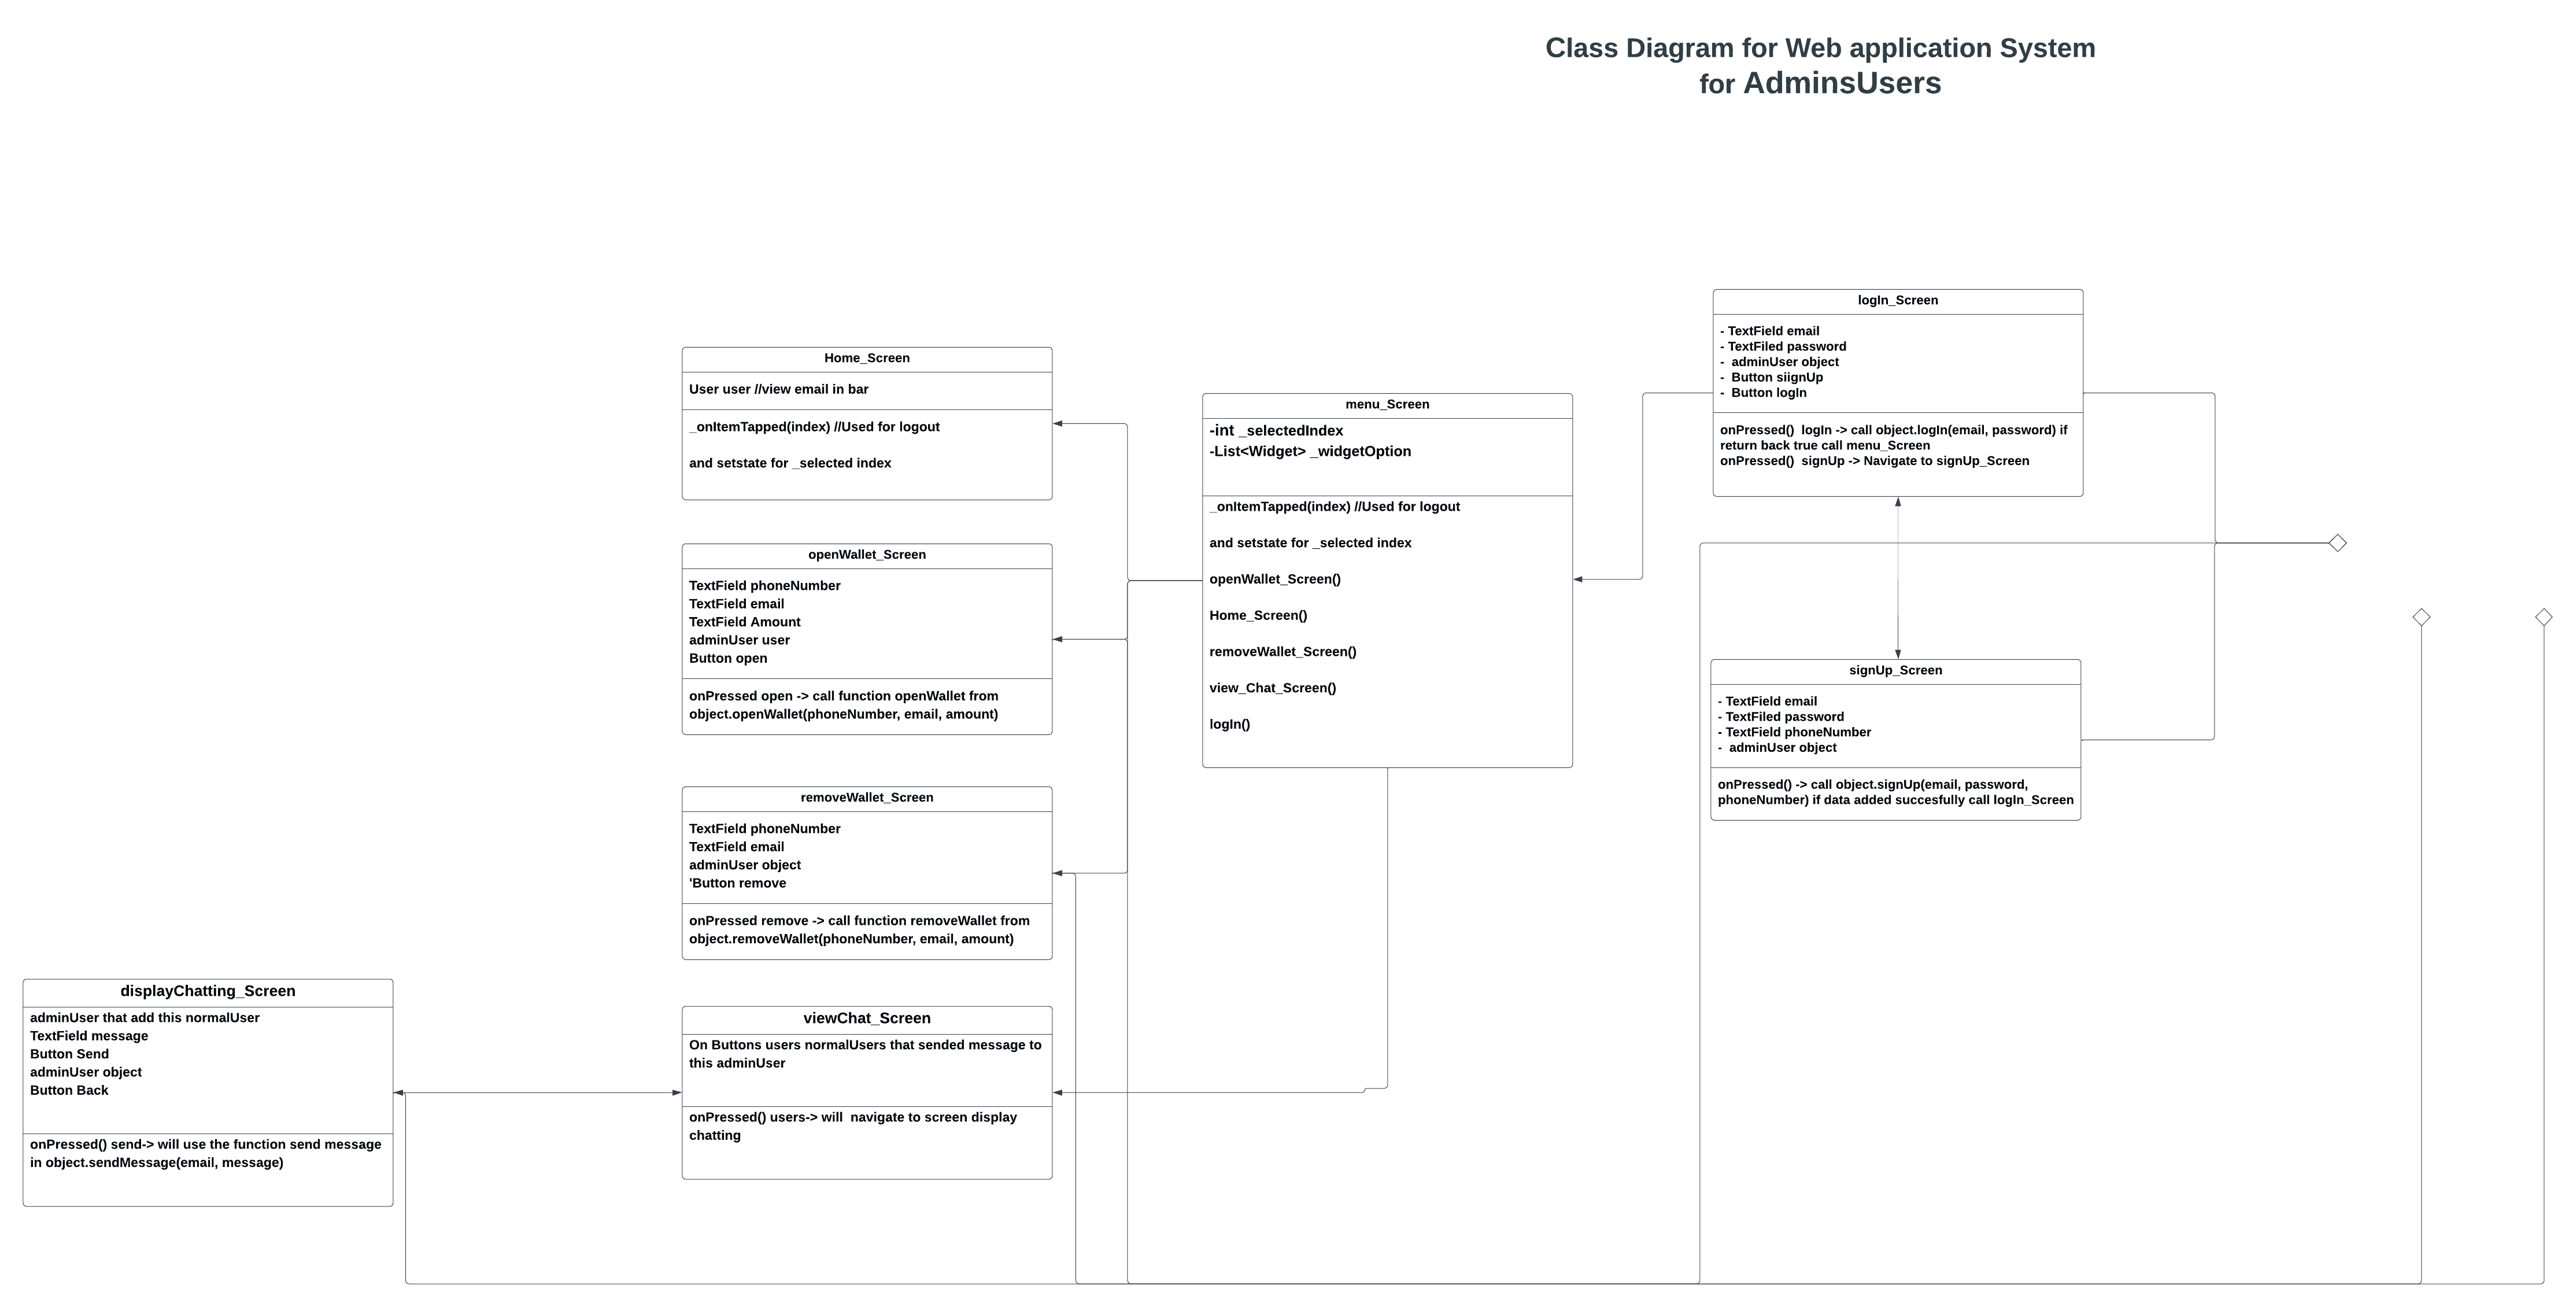 Class Diagram for Web application System
for AdminsUsers
logIn_Screen
- TextField email
- TextFiled password
-  adminUser object
-  Button siignUp
-  Button logIn
onPressed()  logIn -> call object.logIn(email, password) if
return back true call menu_Screen
onPressed()  signUp -> Navigate to signUp_Screen
Home_Screen
User user //view email in bar
_onItemTapped(index) //Used for logout
and setstate for _selected index
menu_Screen
-int _selectedIndex
-List<Widget> _widgetOption
_onItemTapped(index) //Used for logout
and setstate for _selected index
openWallet_Screen()
Home_Screen()
removeWallet_Screen()
view_Chat_Screen()
logIn()
openWallet_Screen
TextField phoneNumber
TextField email
TextField Amount
adminUser user
Button open
onPressed open -> call function openWallet from
object.openWallet(phoneNumber, email, amount)
signUp_Screen
- TextField email
- TextFiled password
- TextField phoneNumber
-  adminUser object
onPressed() -> call object.signUp(email, password,
phoneNumber) if data added succesfully call logIn_Screen
removeWallet_Screen
TextField phoneNumber
TextField email
adminUser object
'Button remove
onPressed remove -> call function removeWallet from
object.removeWallet(phoneNumber, email, amount)
displayChatting_Screen
adminUser that add this normalUser
TextField message
Button Send
adminUser object
Button Back
onPressed() send-> will use the function send message
in object.sendMessage(email, message)
viewChat_Screen
On Buttons users normalUsers that sended message to
this adminUser
onPressed() users-> will  navigate to screen display
chatting